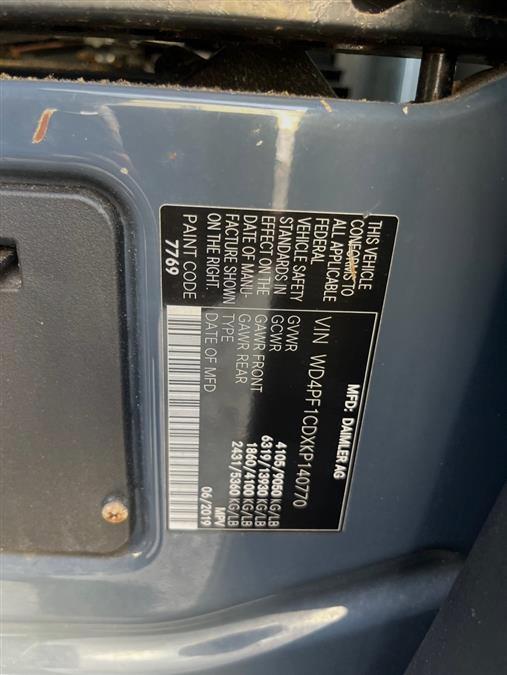 MFD: DAIMLER AG
VIN WD4PF1CDXKP140770
GVWR 4105/9050 KG/LB
GCWR 6319/13930 KG/LB
GAWR FRONT 1860/4100 KG/LB
GAWR REAR 2431/5360 KG/LB
TYPE MPV
DATE OF MFD 06/2019
THIS VEHICLE
CONFORMS TO
ALL APPLICABLE
FEDERAL
VEHICLE SAFETY
STANDARDS IN
EFFECT ON THE
DATE OF MANU-
FACTURE SHOWN
ON THE RIGHT.
PAINT CODE
7769